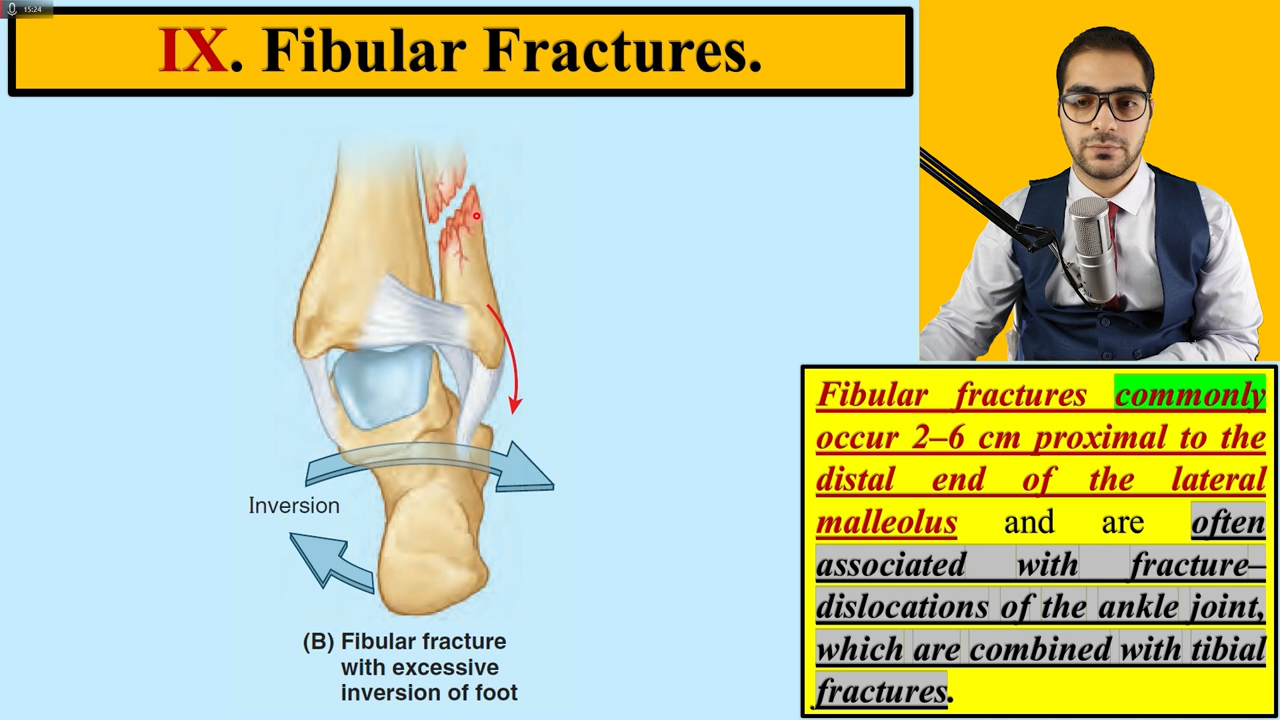 15:24
IX. Fibular Fractures.
Inversion
(B) Fibular fracture
with excessive
inversion of foot
Fibular fractures commonly
occur 2–6 cm proximal to the
distal end of the lateral
malleolus and are often
associated with fracture–
dislocations of the ankle joint,
which are combined with tibial
fractures.